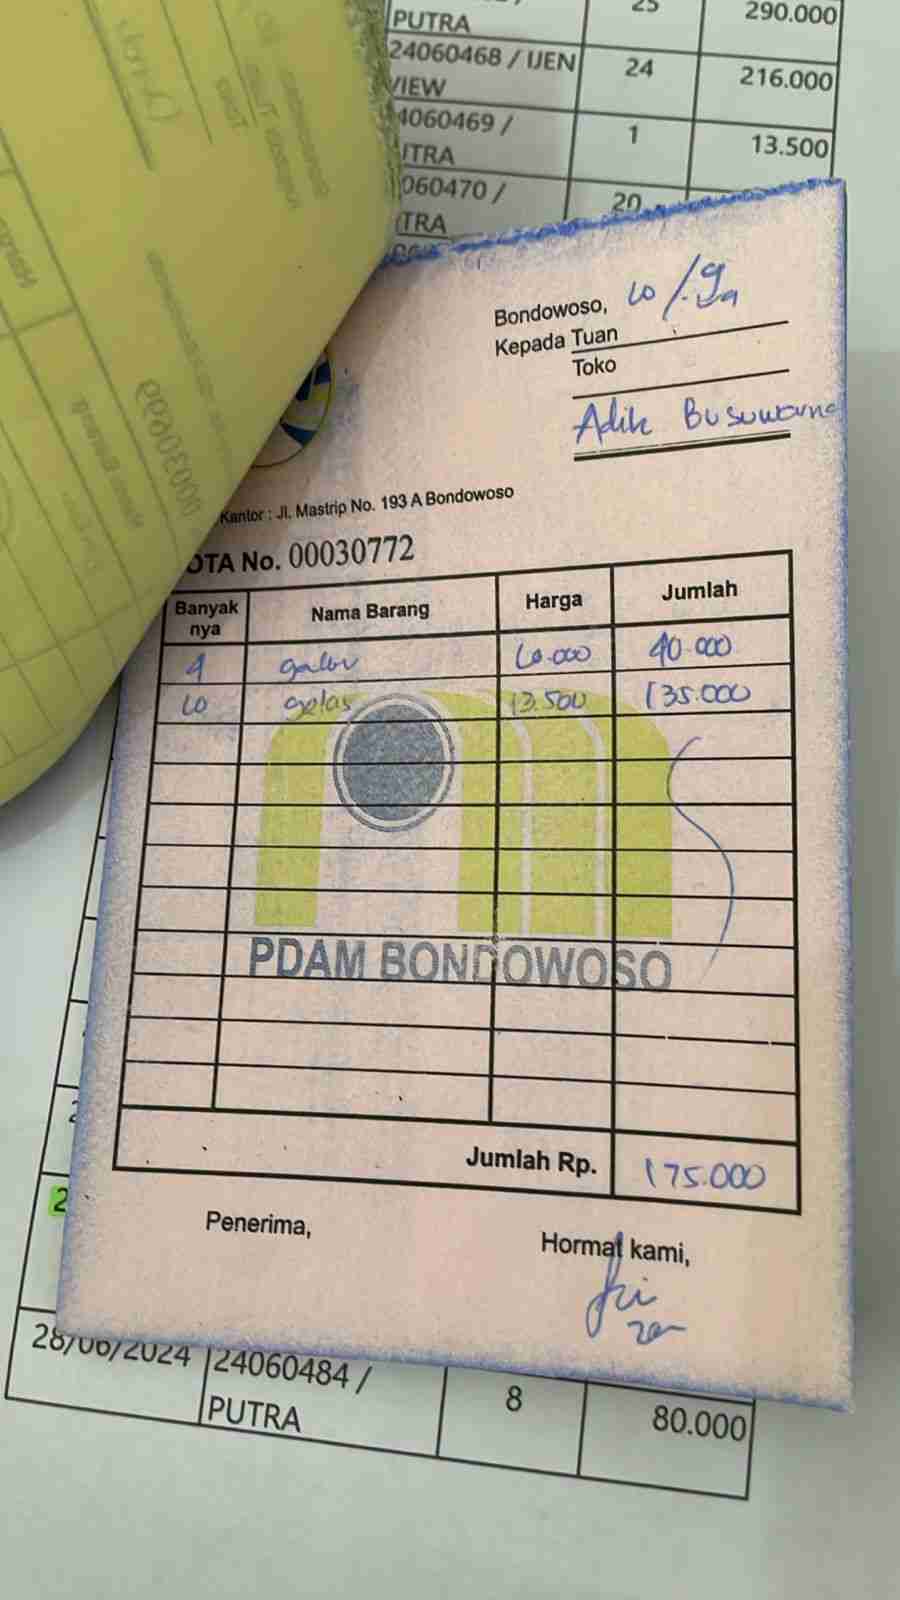 PUTRA
25
290.000
24060468 / IJEN
VIEW
24
216.000
4060469 /
UTRA
1
13.500
060470 /
TRA
20
Bondowoso, 10/9
Kepada Tuan
Toko
Adik Busuwarna
Kantor : Jl. Mastrip No. 193 A Bondowoso
OTA No. 00030772
Banyak nya Nama Barang Harga Jumlah
4 galon 10.000 40.000
10 gelas 13.500 135.000
PDAM BONDOWOSO
Jumlah Rp. 175.000
Penerima, Hormat kami,
28/06/2024
24060484 /
PUTRA
8
80.000